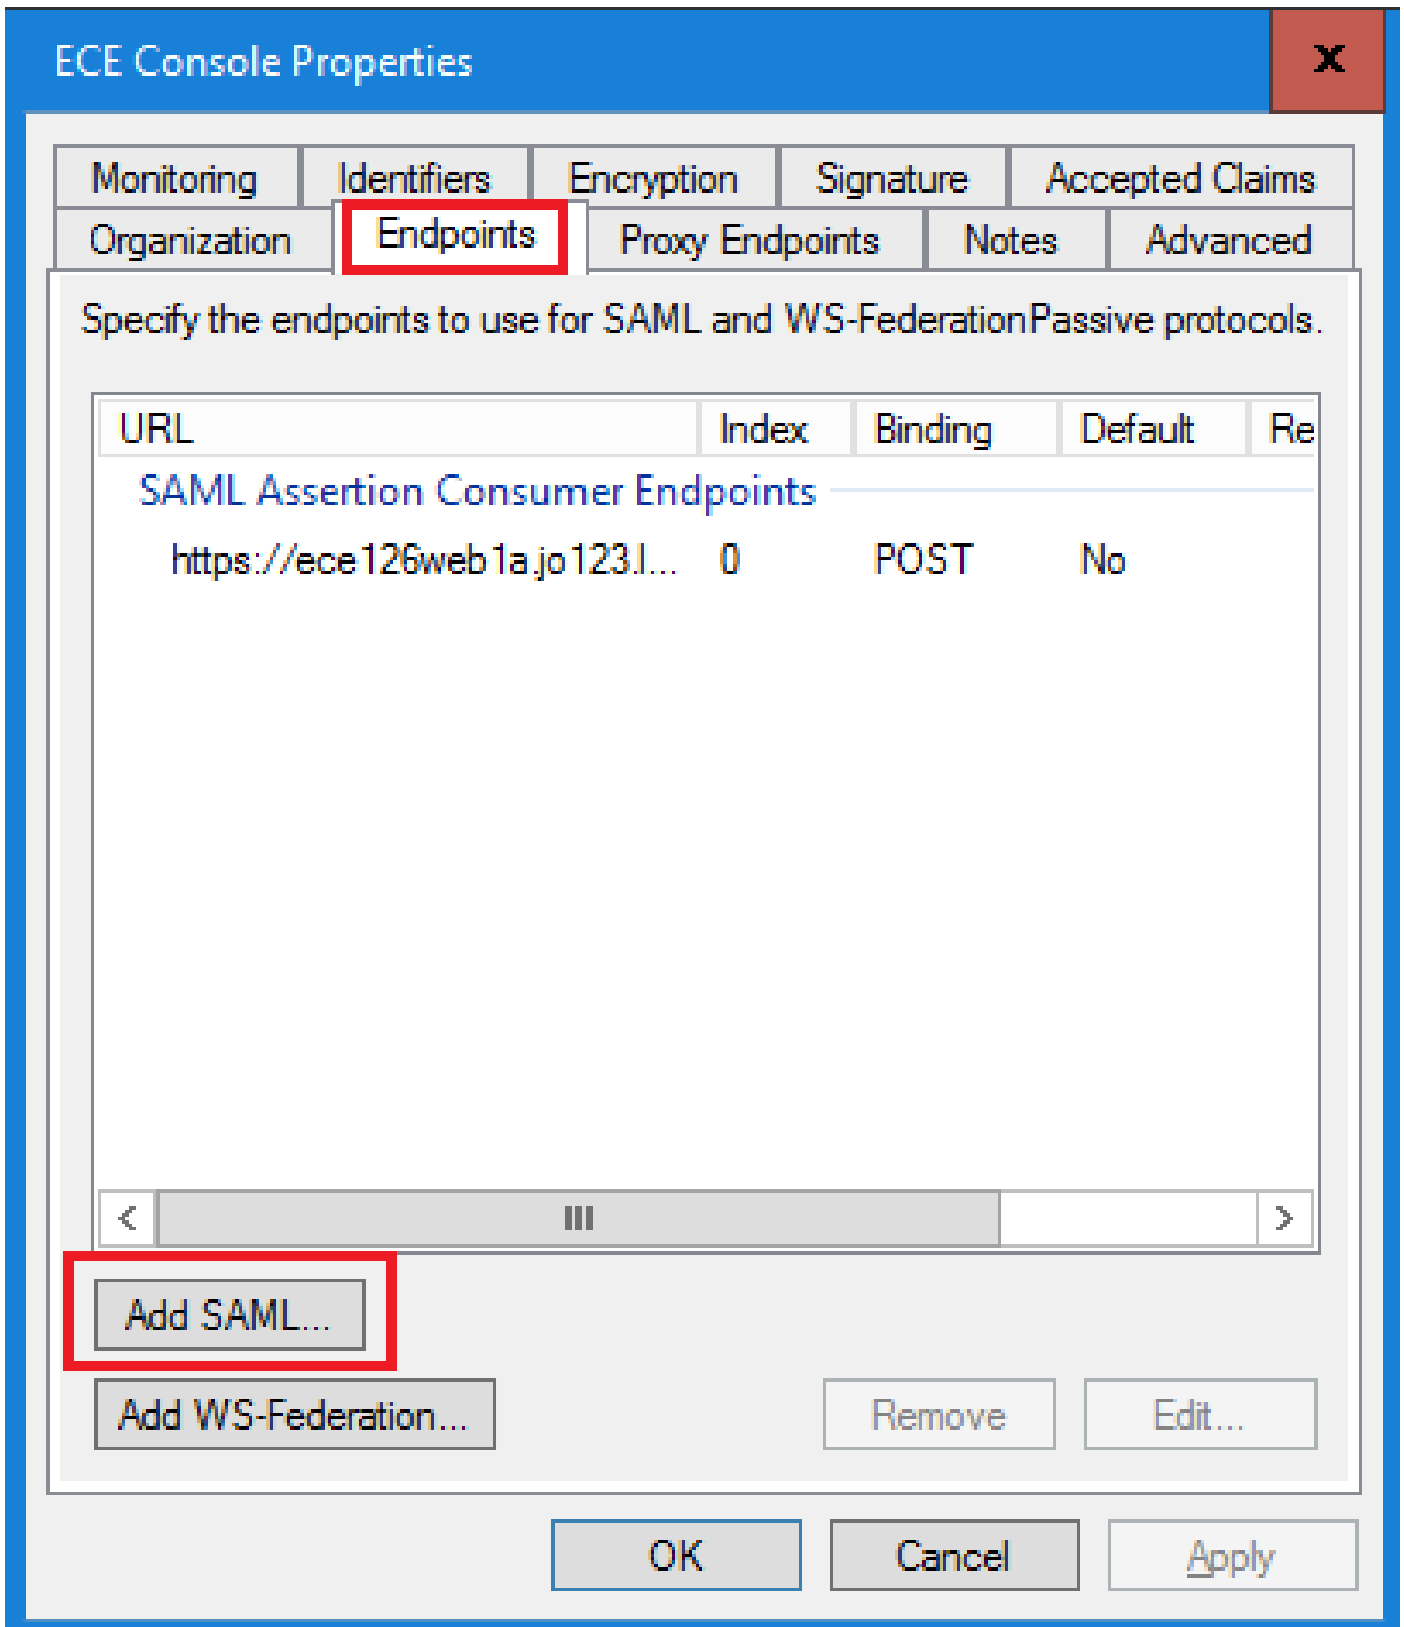 ECE Console Properties
x
Monitoring Identifiers Encryption Signature Accepted Claims
Organization Endpoints Proxy Endpoints Notes Advanced
Specify the endpoints to use for SAML and WS-FederationPassive protocols.
URL Index Binding Default Re
SAML Assertion Consumer Endpoints
https://ece126web1a.jo123.l... 0 POST No
Add SAML...
Add WS-Federation... Remove Edit...
OK Cancel Apply